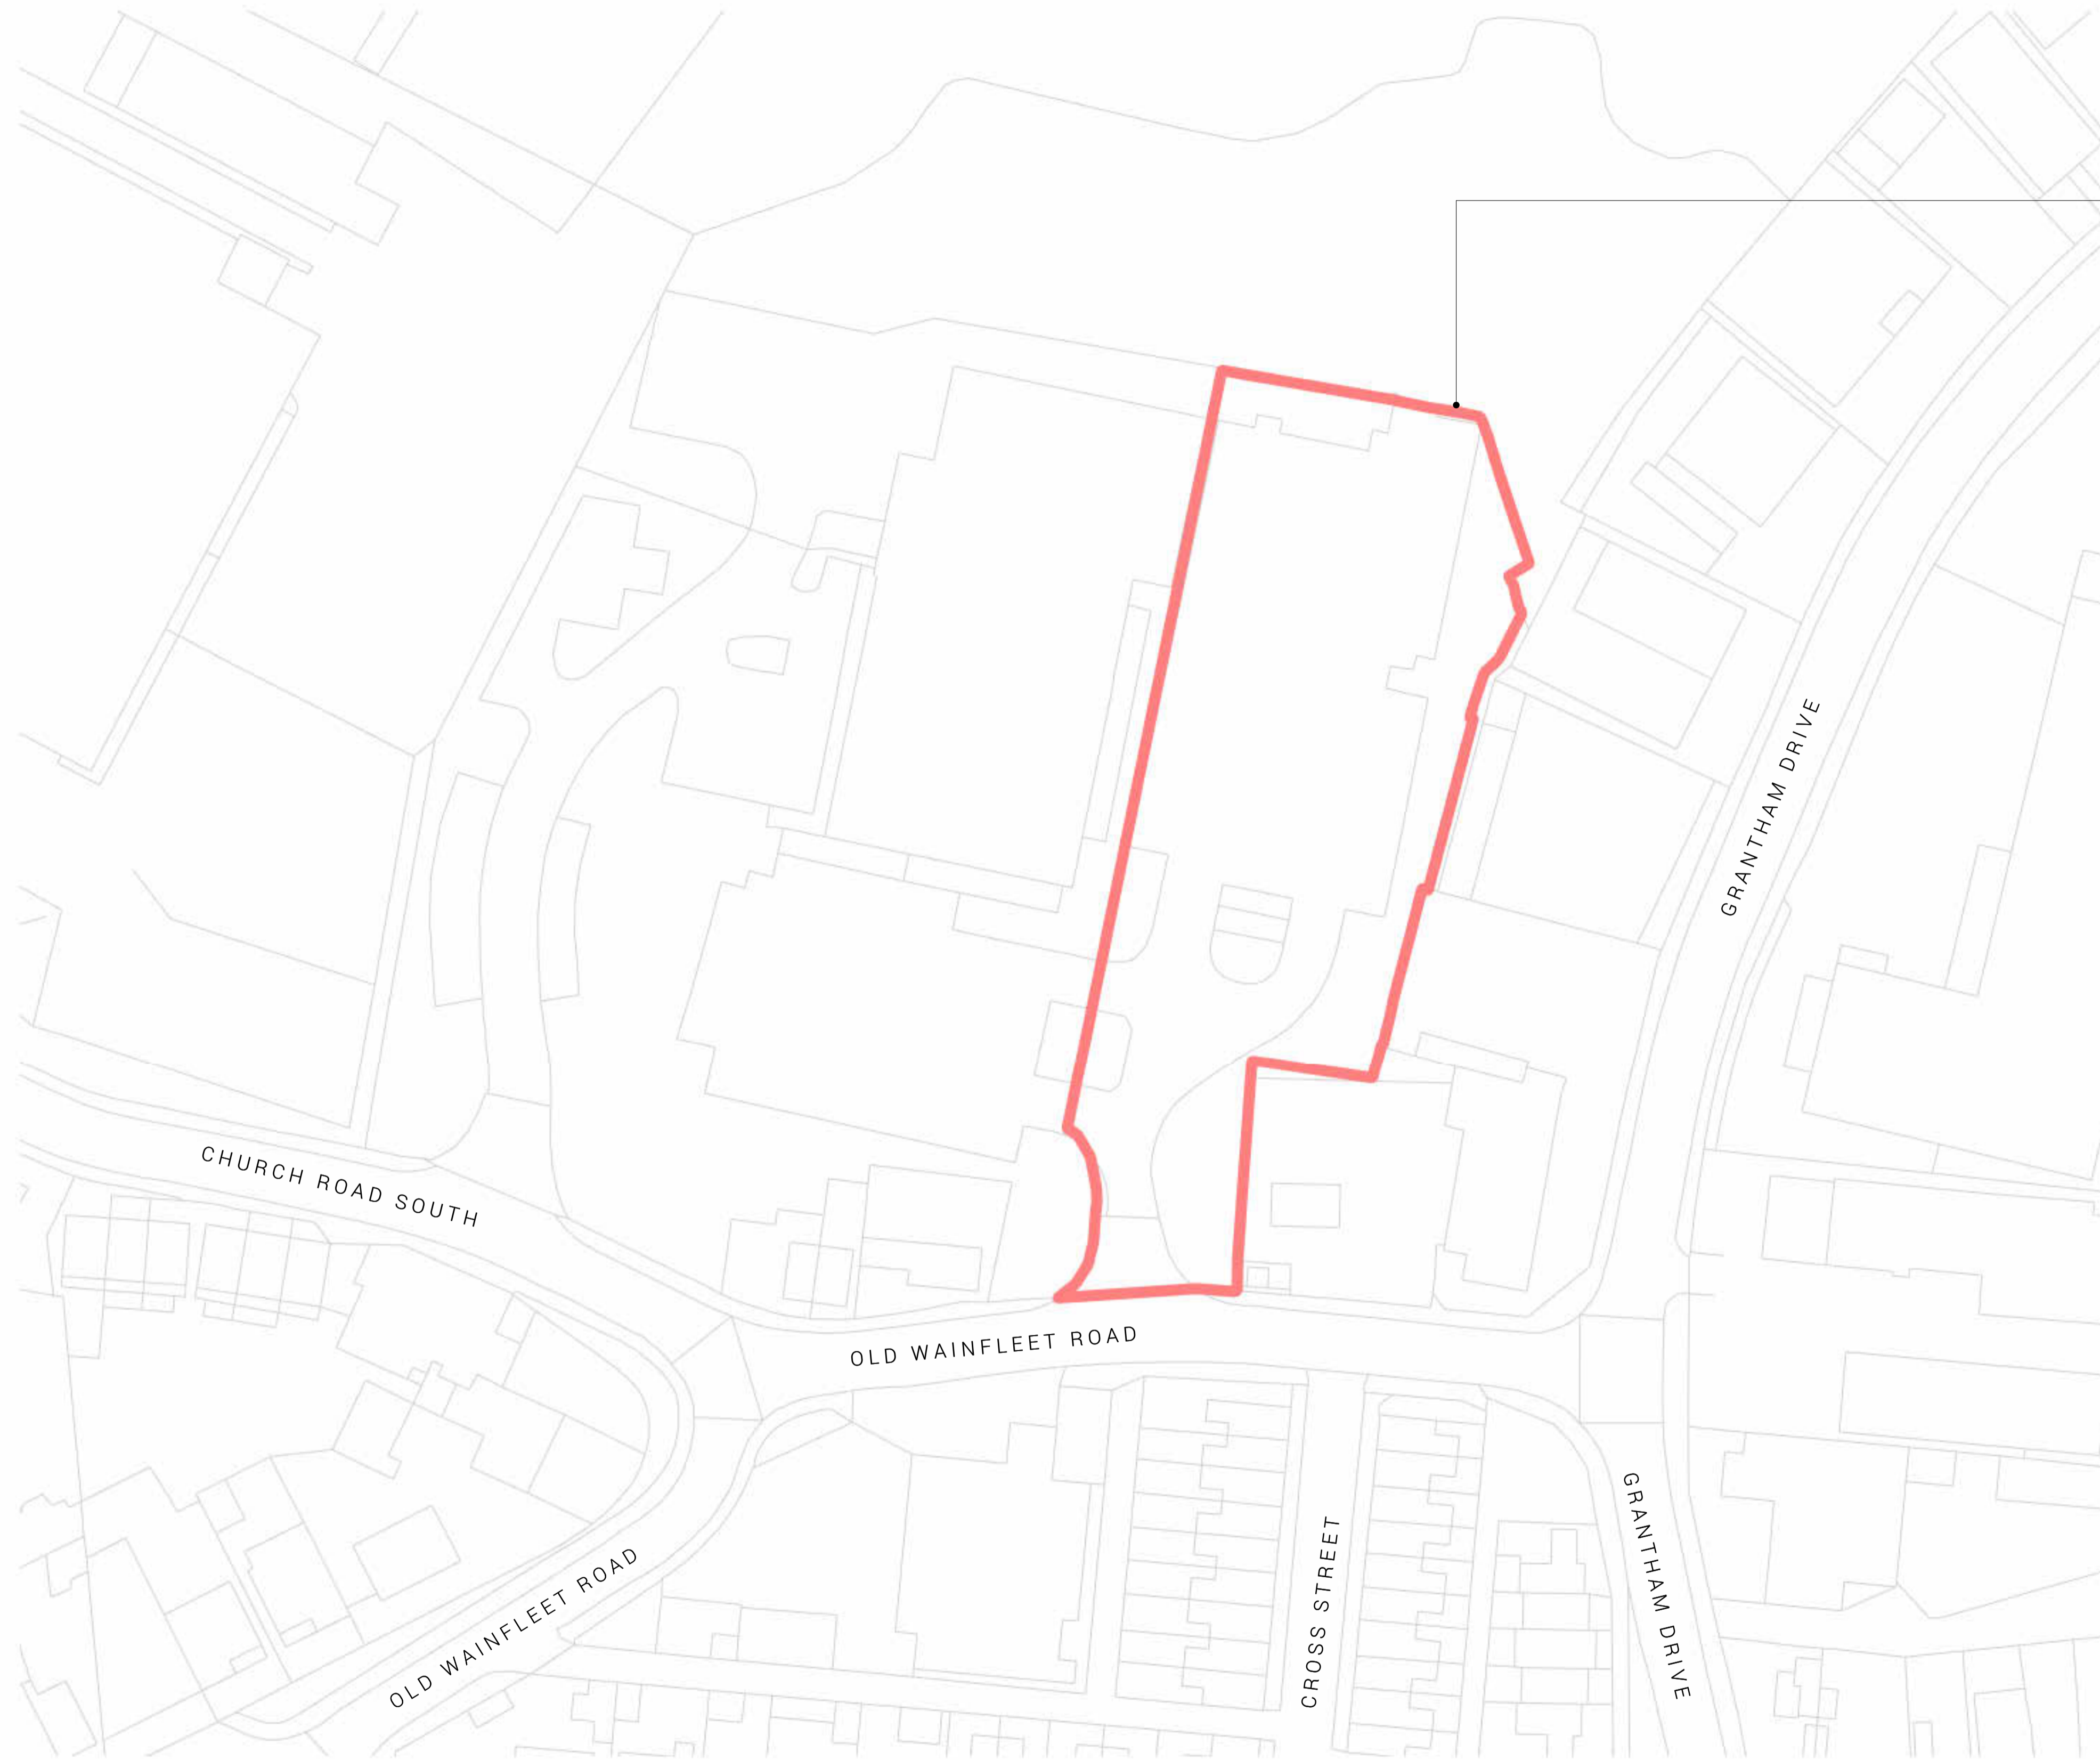 GRANTHAM DRIVE
CHURCH ROAD SOUTH
OLD WAINFLEET ROAD
GRANTHAM DRIVE
CROSS STREET
OLD WAINFLEET ROAD